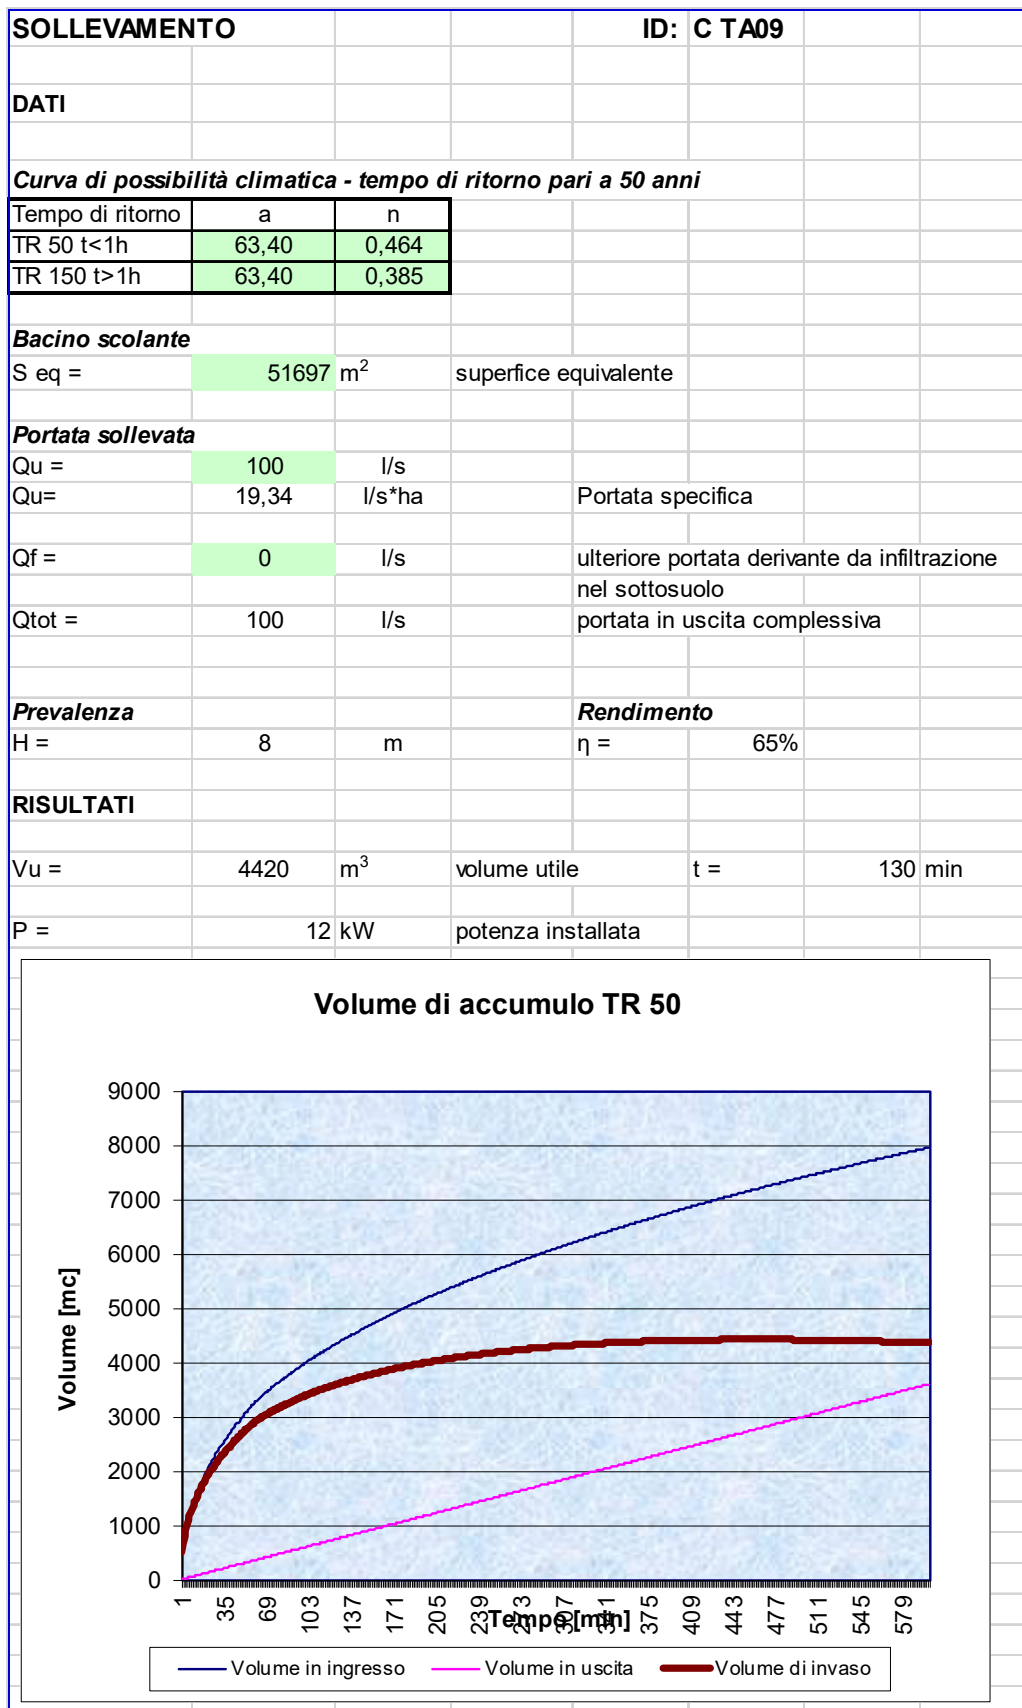 SOLLEVAMENTO ID: C TA09
DATI
Curva di possibilità climatica - tempo di ritorno pari a 50 anni
Tempo di ritorno a n
TR 50 t<1h 63,40 0,464
TR 150 t>1h 63,40 0,385
Bacino scolante
S eq = 51697 m² superfice equivalente
Portata sollevata
Qu = 100 l/s
Qu= 19,34 l/s*ha Portata specifica
Qf = 0 l/s ulteriore portata derivante da infiltrazione
nel sottosuolo
Qtot = 100 l/s portata in uscita complessiva
Prevalenza Rendimento
H = 8 m η = 65%
RISULTATI
Vu = 4420 m³ volume utile t = 130 min
P = 12 kW potenza installata
Volume di accumulo TR 50
Volume [mc]
9000
8000
7000
6000
5000
4000
3000
2000
1000
0
1 35 69 103 137 171 205 239 273 307 341 375 409 443 477 511 545 579
Tempo [min]
Volume in ingresso Volume in uscita Volume di invaso